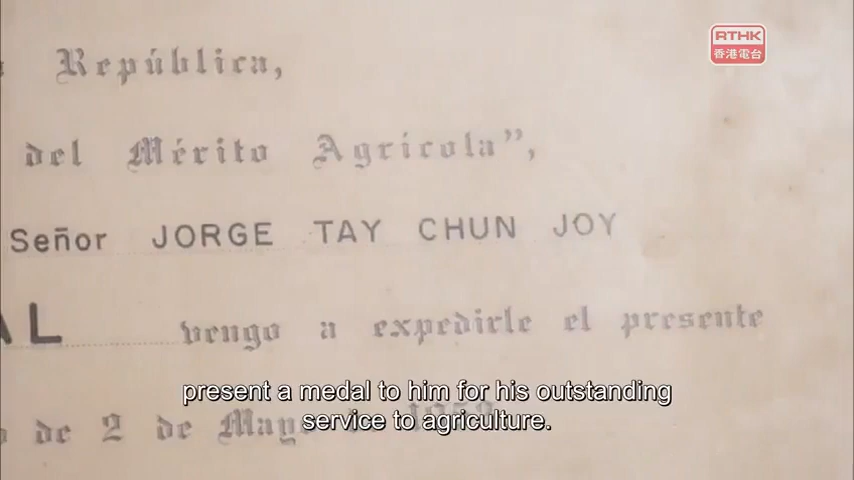 RTHK
香港電台
República,
del Mérito Agrícola",
Señor JORGE TAY CHUN JOY
AL vengo a expedirle el presente
present a medal to him for his outstanding
service to agriculture.
de 2 de Mayo